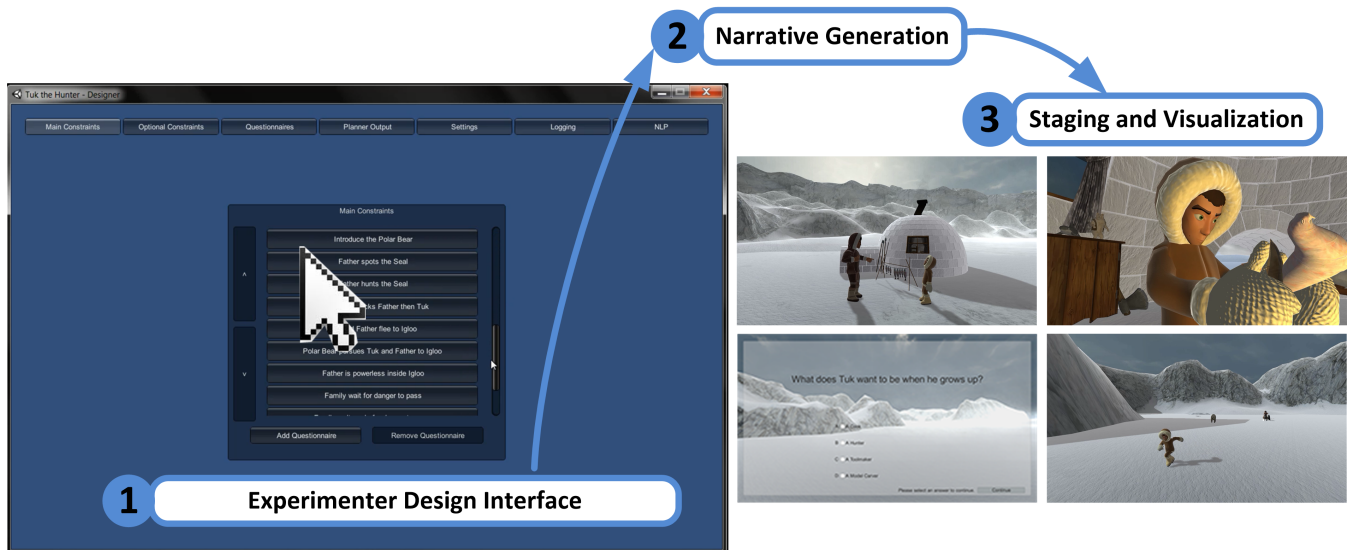 2 Narrative Generation
3 Staging and Visualization
Tuk the Hunter - Designer
Main Constraints Optional Constraints Questionnaires Planner Output Settings Logging NLP
Main Constraints
Introduce the Polar Bear
Father spots the Seal
ather hunts the Seal
cks Father then Tuk
Father flee to Igloo
Polar Bear pursues Tuk and Father to Igloo
Father is powerless inside Igloo
Family wait for danger to pass
Add Questionnaire Remove Questionnaire
1 Experimenter Design Interface
What does Tuk want to be when he grows up?
A
B A Hunter
C A Toolmaker
D A Model Carver
Please select an answer to continue Continue